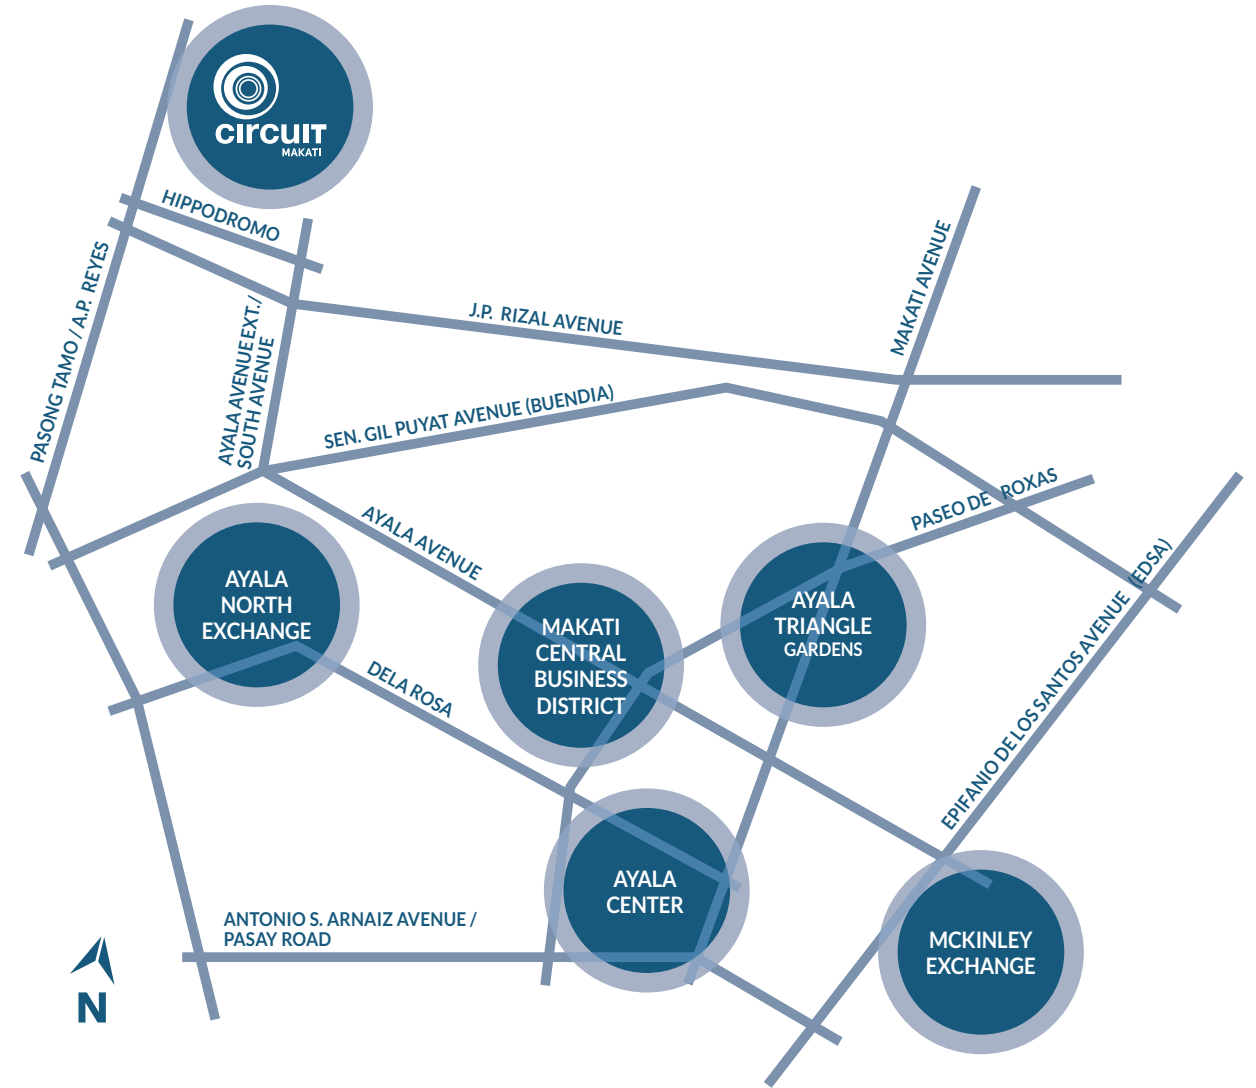 circuit
MAKATI
HIPPODROMO
PASONG TAMO / A.P. REYES
AYALA AVENUE EXT./
SOUTH AVENUE
J.P. RIZAL AVENUE
MAKATI AVENUE
SEN. GIL PUYAT AVENUE (BUENDIA)
PASEO DE ROXAS
AYALA AVENUE
EPIFANIO DE LOS SANTOS AVENUE (EDSA)
AYALA
NORTH
EXCHANGE
MAKATI
CENTRAL
BUSINESS
DISTRICT
AYALA
TRIANGLE
GARDENS
DELA ROSA
AYALA
CENTER
ANTONIO S. ARNAIZ AVENUE /
PASAY ROAD
MCKINLEY
EXCHANGE
N